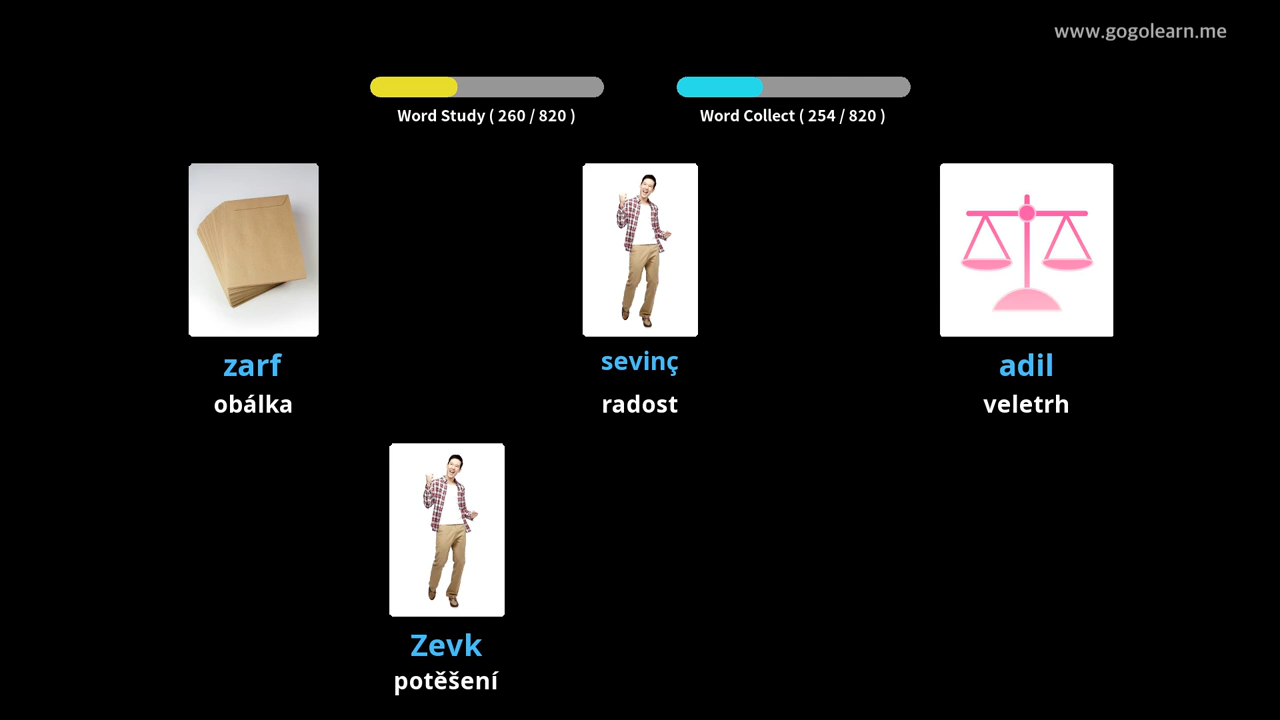 www.gogolearn.me
Word Study ( 260 / 820 )
Word Collect ( 254 / 820 )
zarf
obálka
sevinç
radost
adil
veletrh
Zevk
potěšení